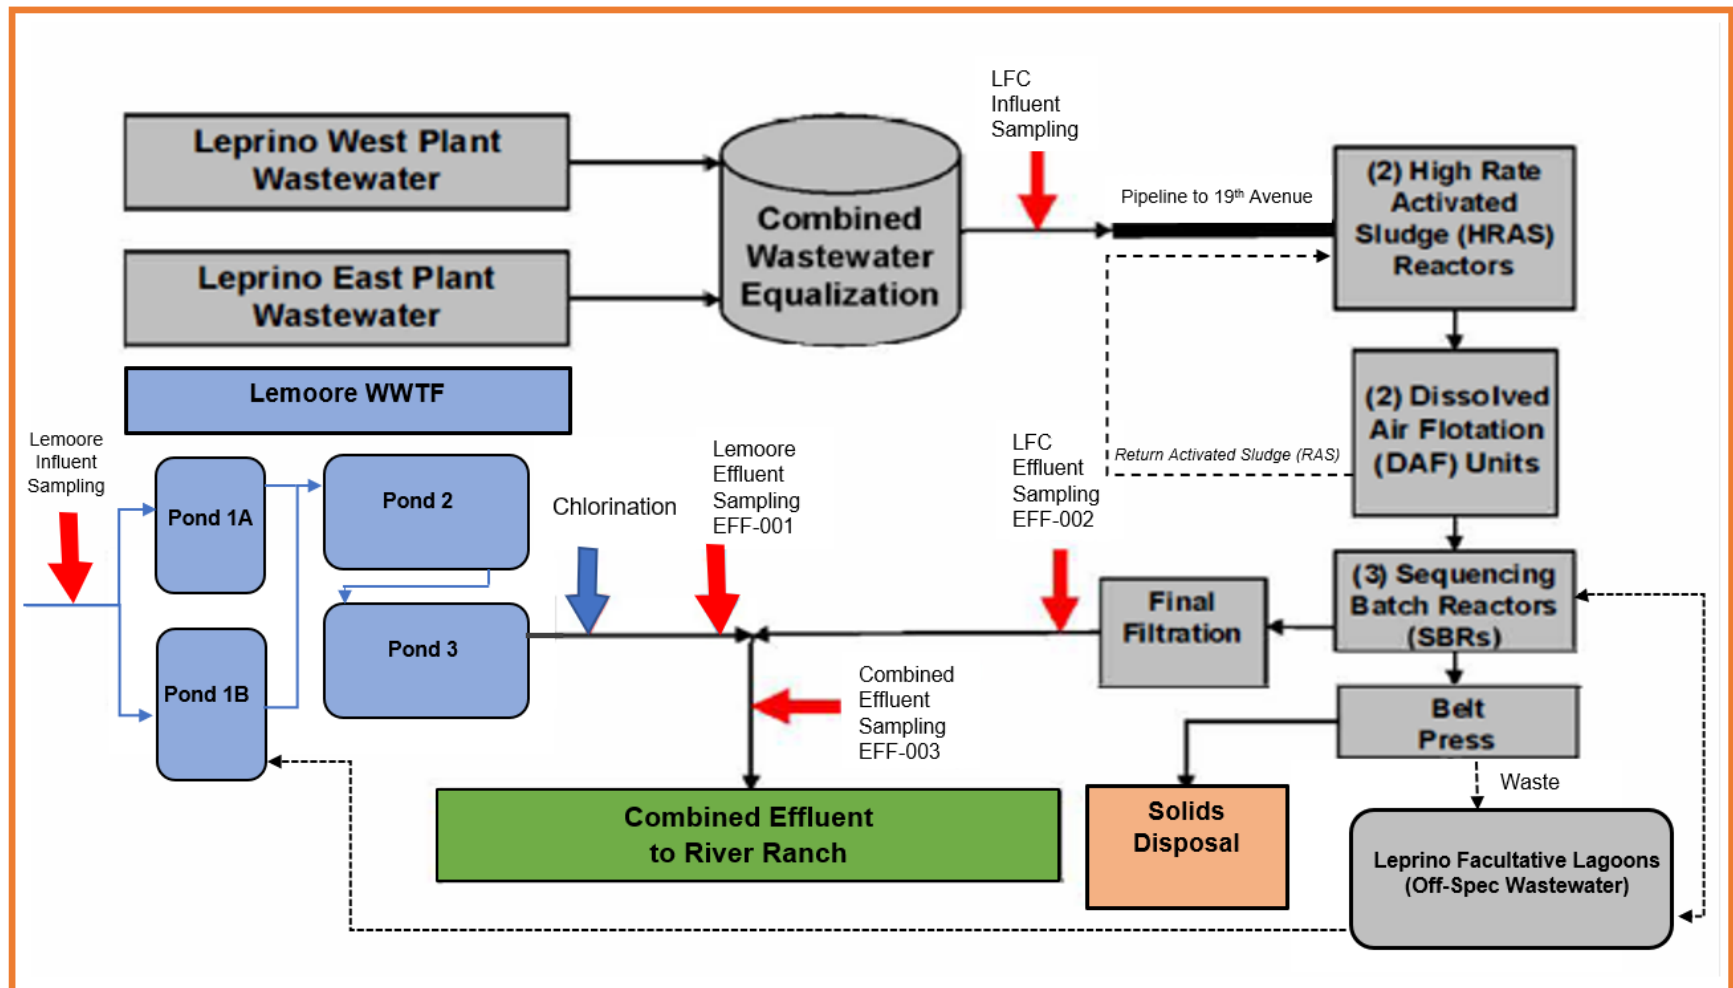 Leprino West Plant
Wastewater
Leprino East Plant
Wastewater
Combined
Wastewater
Equalization
LFC
Influent
Sampling
Pipeline to 19th Avenue
(2) High Rate
Activated
Sludge (HRAS)
Reactors
(2) Dissolved
Air Flotation
(DAF) Units
Return Activated Sludge (RAS)
Lemoore WWTF
Lemoore
Influent
Sampling
Pond 1A
Pond 1B
Pond 2
Pond 3
Chlorination
Lemoore
Effluent
Sampling
EFF-001
LFC
Effluent
Sampling
EFF-002
Final
Filtration
(3) Sequencing
Batch Reactors
(SBRs)
Combined
Effluent
Sampling
EFF-003
Belt
Press
Waste
Combined Effluent
to River Ranch
Solids
Disposal
Leprino Facultative Lagoons
(Off-Spec Wastewater)